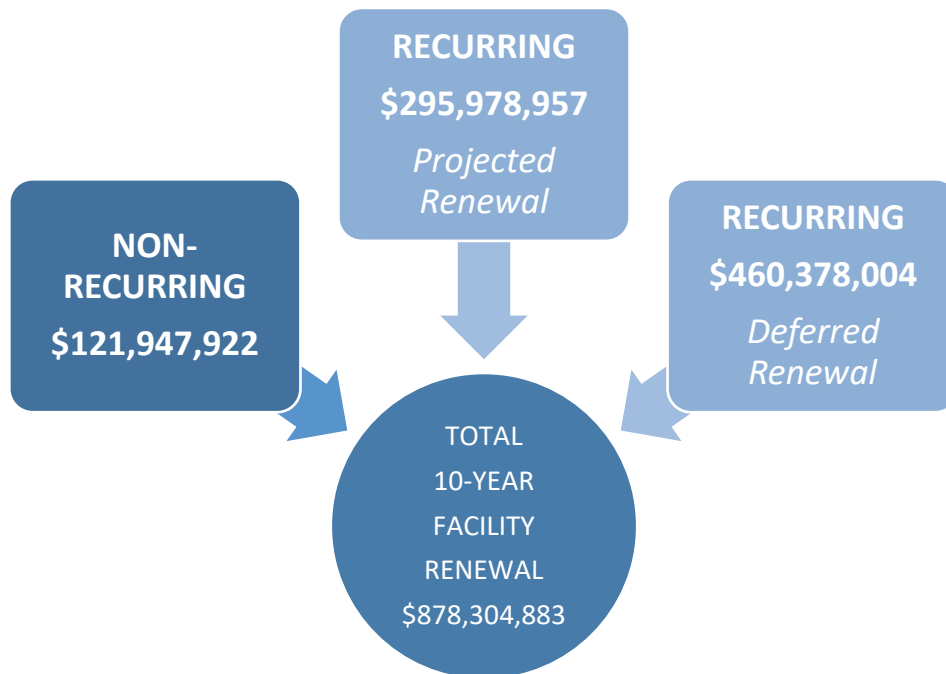 RECURRING
$295,978,957
Projected
Renewal
NON-
RECURRING
$121,947,922
RECURRING
$460,378,004
Deferred
Renewal
TOTAL
10-YEAR
FACILITY
RENEWAL
$878,304,883